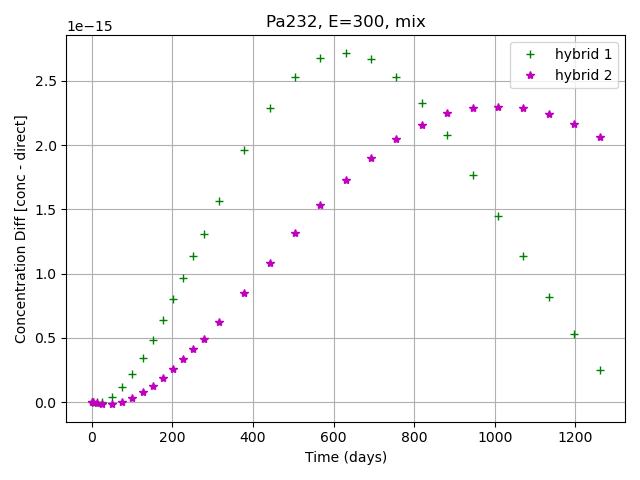 Pa232, E=300, mix
1e−15
hybrid 1
hybrid 2
Concentration Diff [conc - direct]
2.5
2.0
1.5
1.0
0.5
0.0
0 200 400 600 800 1000 1200
Time (days)